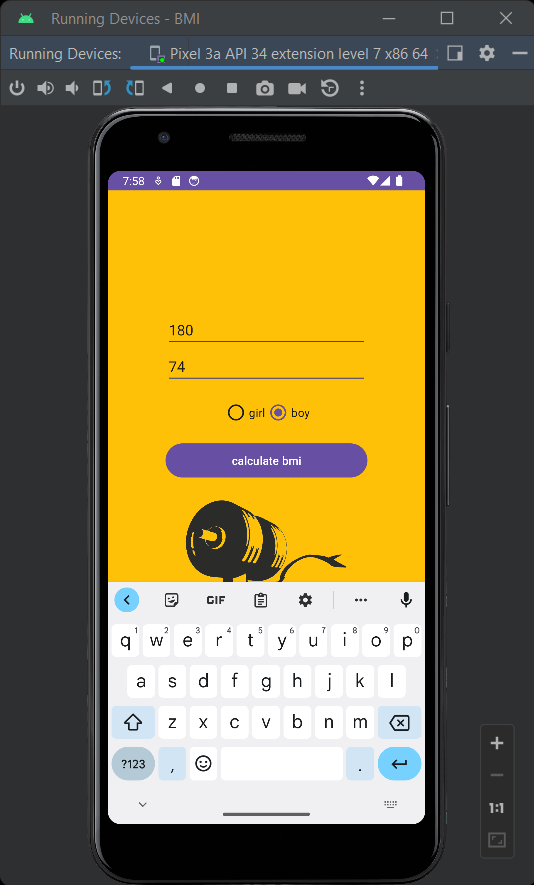 Running Devices - BMI
Running Devices: Pixel 3a API 34 extension level 7 x86 64
7:58
180
74
girl boy
calculate bmi
GIF
q1 w2 e3 r4 t5 y6 u7 i8 o9 p0
a s d f g h j k l
z x c v b n m
?123 , .
1:1